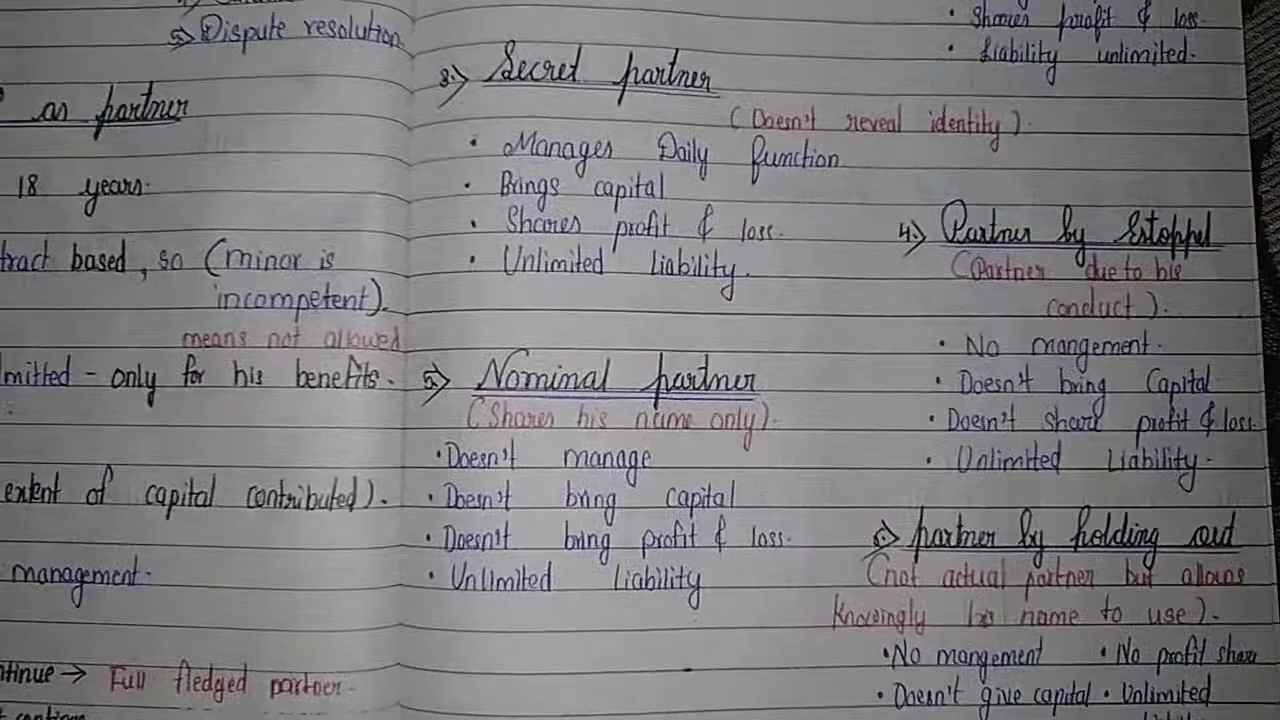 5) Dispute resolution.
as partner
18 years.
tract based, so (minor is
incompetent).
means not allowed
mitted - only for his benefits.
extent of capital contributed).
management.
ntinue → Full fledged partner.
3.) Secret partner
(Doesn't reveal identity).
• Manages Daily function
• Brings capital
• Shares profit & loss.
• Unlimited Liability.
5) Nominal partner
(Shares his name only).
• Doesn't manage
• Doesn't bring capital
• Doesn't bring profit & loss.
• Unlimited liability
• Shares profit & loss.
• Liability unlimited.
4.) Partner by Estoppel
(Partner due to his
conduct).
• No mangement.
• Doesn't bring Capital
• Doesn't share profit & loss.
• Unlimited Liability.
6) partner by holding out
(not actual partner but allows
knowingly his name to use).
• No mangement • No profit share
• Doesn't give capital • Unlimited